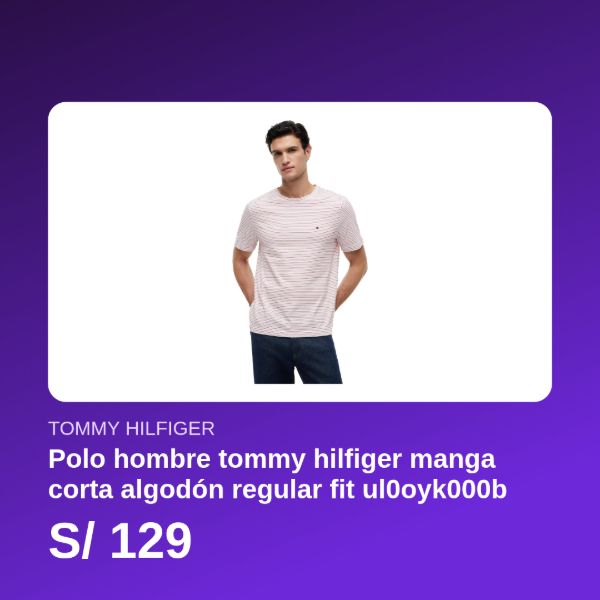 TOMMY HILFIGER
Polo hombre tommy hilfiger manga
corta algodón regular fit ul0oyk000b
S/ 129